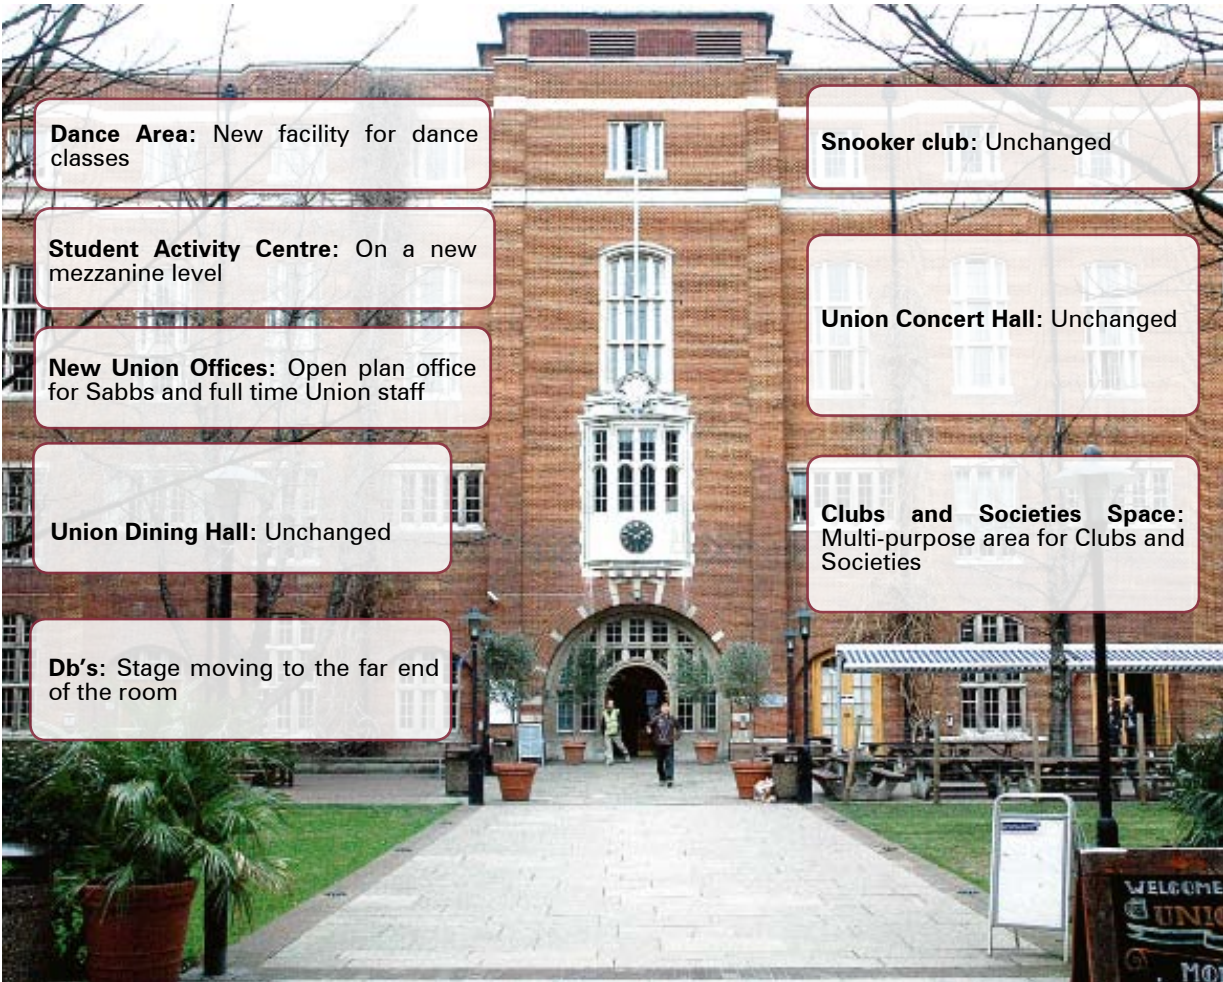 Dance Area: New facility for dance
classes
Student Activity Centre: On a new
mezzanine level
New Union Offices: Open plan office
for Sabbs and full time Union staff
Union Dining Hall: Unchanged
Db's: Stage moving to the far end
of the room
Snooker club: Unchanged
Union Concert Hall: Unchanged
Clubs and Societies Space:
Multi-purpose area for Clubs and
Societies
WELCOME